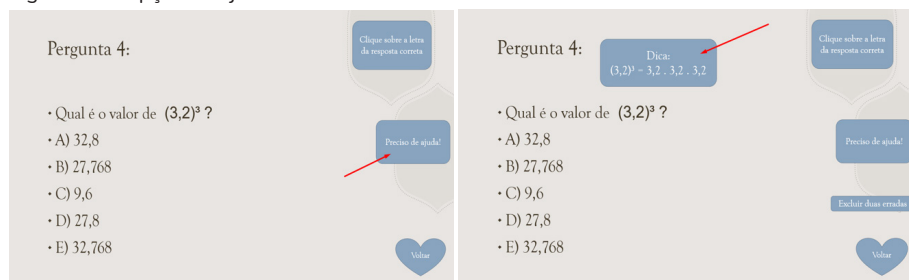 Pergunta 4:
Clique sobre a letra
da resposta correta
• Qual é o valor de (3,2)³ ?
• A) 32,8
• B) 27,768
• C) 9,6
• D) 27,8
• E) 32,768
Preciso de ajuda!
Voltar
Pergunta 4:
Dica:
(3,2)³ = 3,2 . 3,2 . 3,2
Clique sobre a letra
da resposta correta
• Qual é o valor de (3,2)³ ?
• A) 32,8
• B) 27,768
• C) 9,6
• D) 27,8
• E) 32,768
Preciso de ajuda!
Excluir duas erradas
Voltar